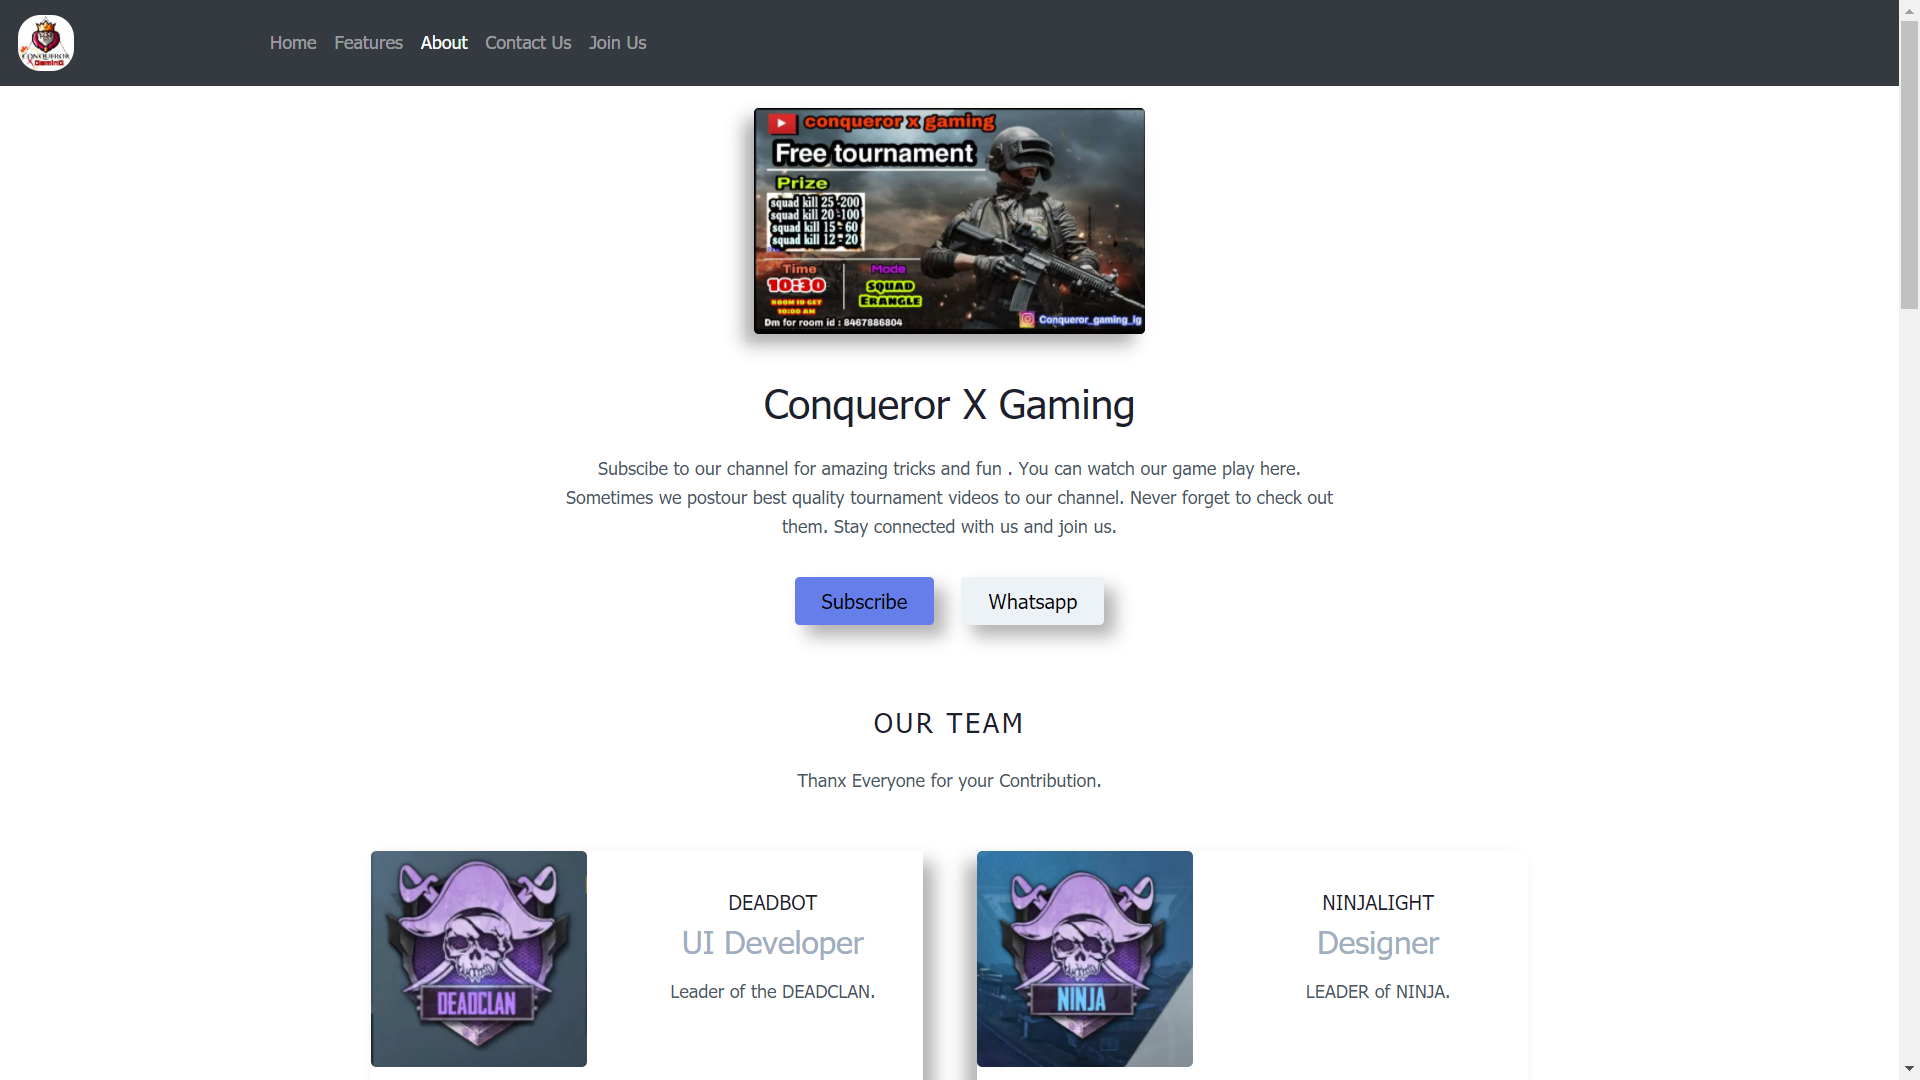 CONQUEROR
GaminG
Home Features About Contact Us Join Us
conqueror x gaming
Free tournament
Prize
squad kill 25 -200
squad kill 20 -100
squad kill 15 - 60
squad kill 12 - 20
Time
10:30
ROOM ID GET
10:00 AM
Mode
SQUAD
ERANGLE
Dm for room id : 8467886804
Conqueror_gaming_ig
Conqueror X Gaming
Subscibe to our channel for amazing tricks and fun . You can watch our game play here.
Sometimes we postour best quality tournament videos to our channel. Never forget to check out
them. Stay connected with us and join us.
Subscribe Whatsapp
OUR TEAM
Thanx Everyone for your Contribution.
DEADCLAN
DEADBOT
UI Developer
Leader of the DEADCLAN.
NINJA
NINJALIGHT
Designer
LEADER of NINJA.